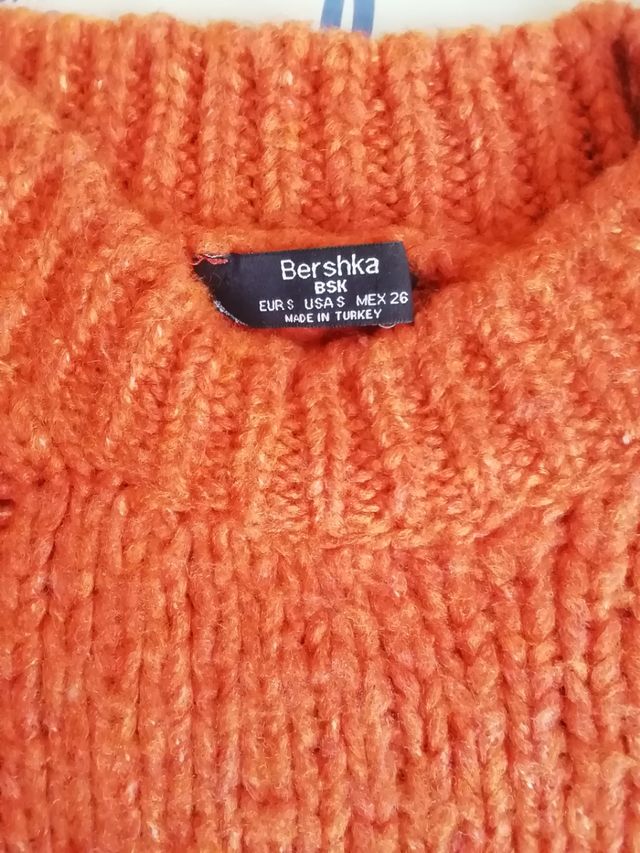 Bershka
BSK
EUR S USA S MEX 26
MADE IN TURKEY